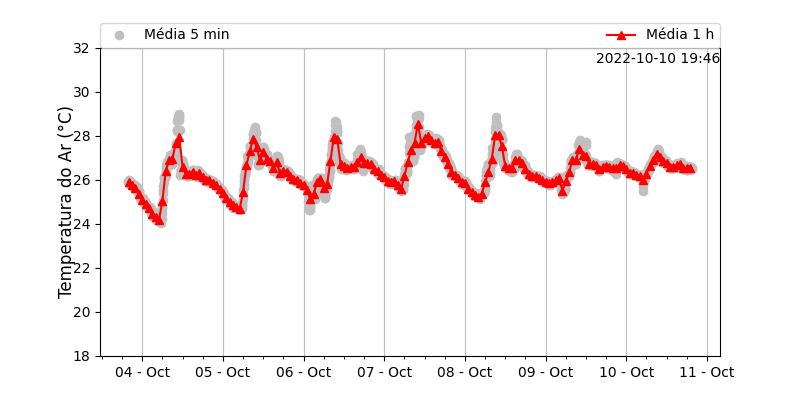 Média 5 min
Média 1 h
2022-10-10 19:46
Temperatura do Ar (°C)
32
30
28
26
24
22
20
18
04 - Oct
05 - Oct
06 - Oct
07 - Oct
08 - Oct
09 - Oct
10 - Oct
11 - Oct